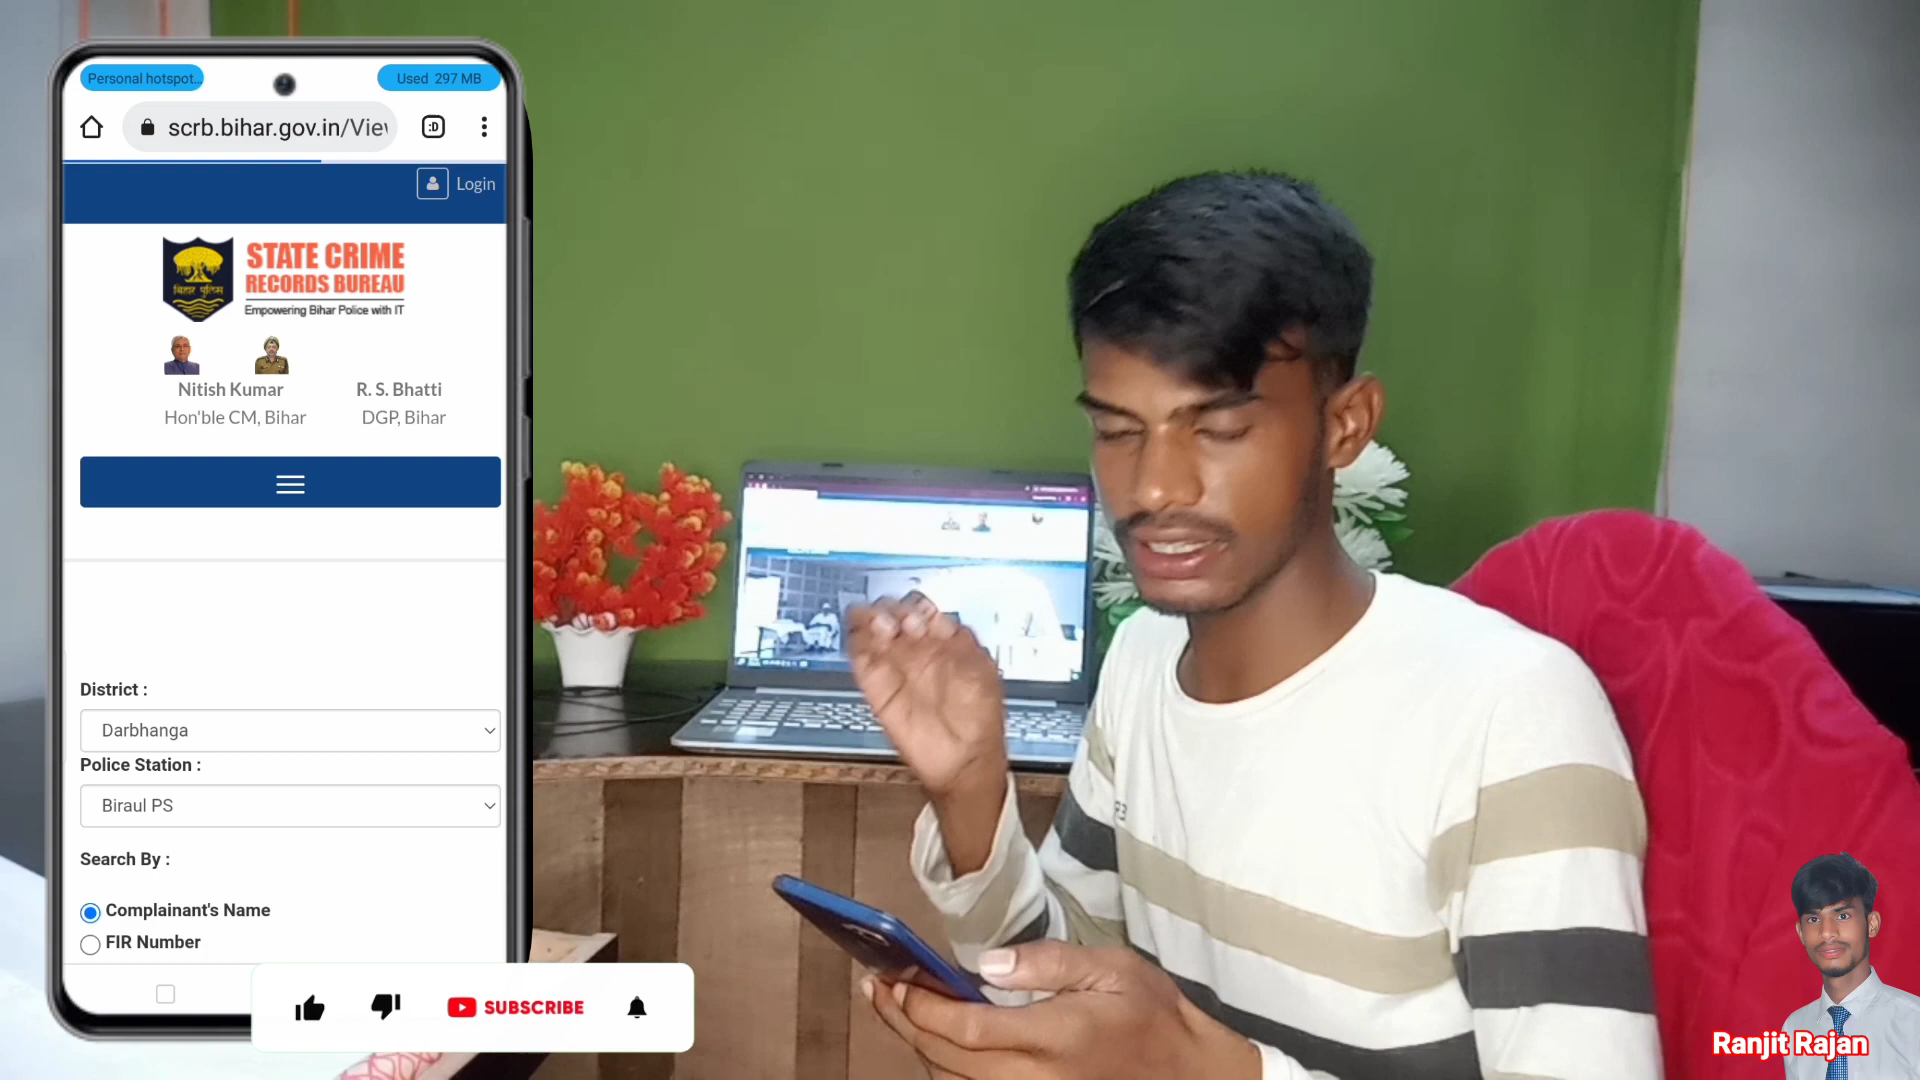 Personal hotspot...
Used 297 MB
scrb.bihar.gov.in/Viev
:D
Login
बिहार पुलिस
STATE CRIME
RECORDS BUREAU
Empowering Bihar Police with IT
Nitish Kumar
R. S. Bhatti
Hon'ble CM, Bihar
DGP, Bihar
District :
Darbhanga
Police Station :
Biraul PS
Search By :
Complainant's Name
FIR Number
SUBSCRIBE
Ranjit Rajan